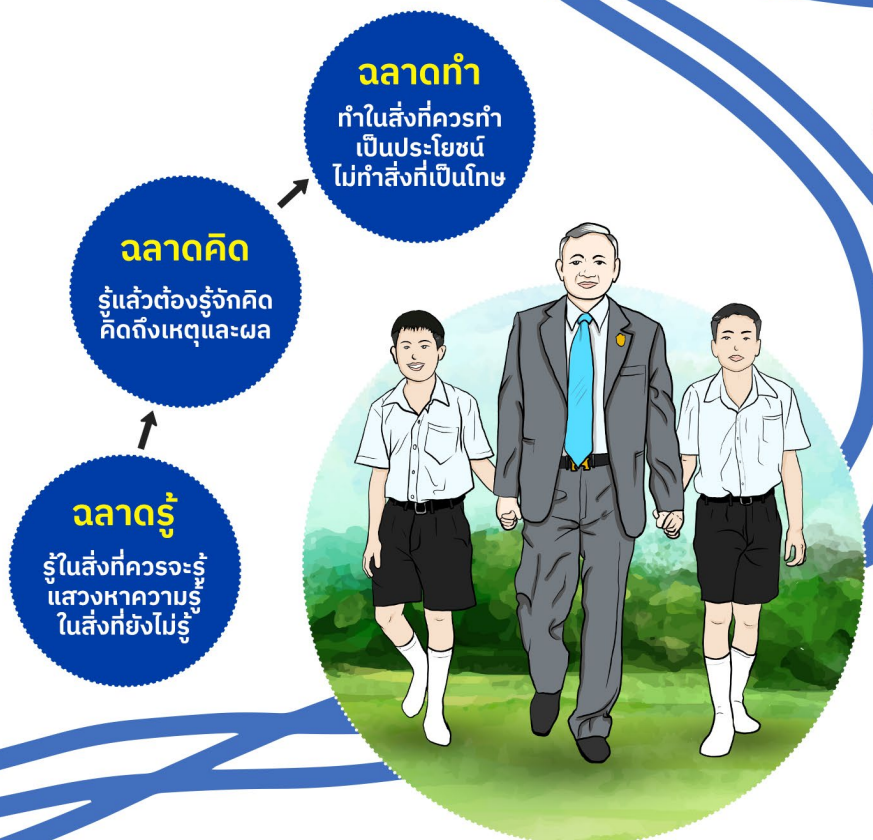 ฉลาดทำ
ทำในสิ่งที่ควรทำ
เป็นประโยชน์
ไม่ทำสิ่งที่เป็นโทษ
ฉลาดคิด
รู้แล้วต้องรู้จักคิด
คิดถึงเหตุและผล
ฉลาดรู้
รู้ในสิ่งที่ควรจะรู้
แสวงหาความรู้
ในสิ่งที่ยังไม่รู้